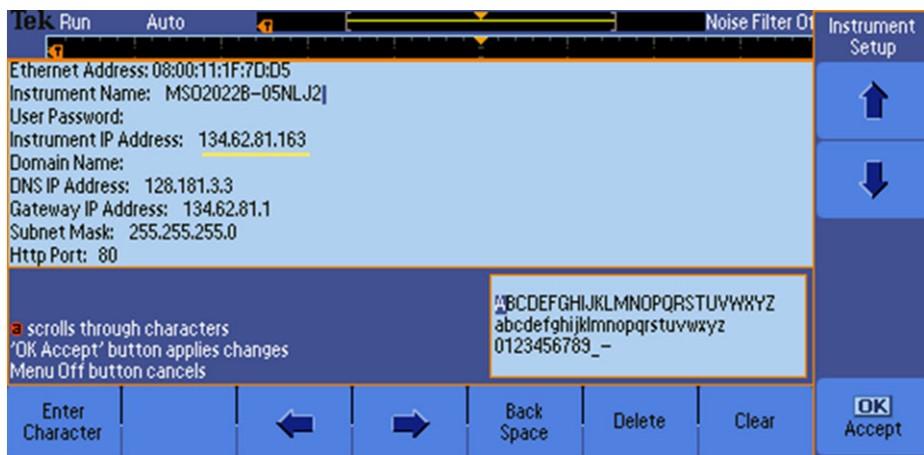 Tek Run Auto Noise Filter Of
Instrument Setup
Ethernet Address: 08:00:11:1F:7D:D5
Instrument Name: MSO2022B-05NLJ2
User Password:
Instrument IP Address: 134.62.81.163
Domain Name:
DNS IP Address: 128.181.3.3
Gateway IP Address: 134.62.81.1
Subnet Mask: 255.255.255.0
Http Port: 80
ABCDEFGHIJKLMNOPQRSTUVWXYZ
abcdefghijklmnopqrstuvwxyz
0123456789_-
a scrolls through characters
'OK Accept' button applies changes
Menu Off button cancels
Enter Character
Back Space
Delete
Clear
OK Accept